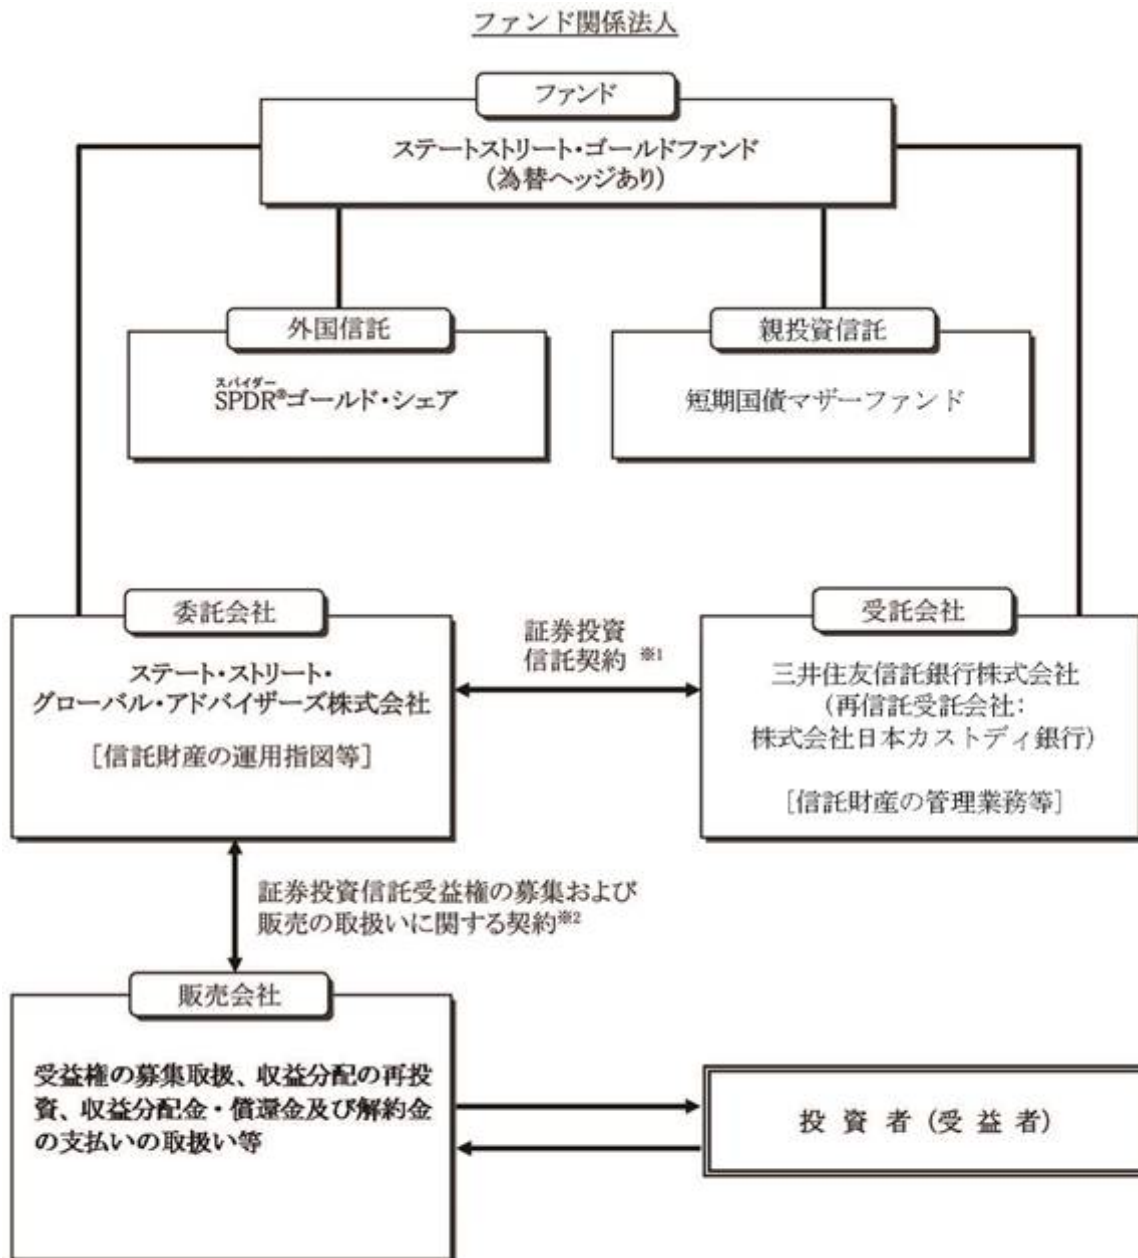 ファンド関係法人
ファンド
ステートストリート・ゴールドファンド
(為替ヘッジあり)
外国信託
スパイダー
SPDR®ゴールド・シェア
親投資信託
短期国債マザーファンド
委託会社
ステート・ストリート・
グローバル・アドバイザーズ株式会社
[信託財産の運用指図等]
証券投資
信託契約 ※1
受託会社
三井住友信託銀行株式会社
(再信託受託会社:
株式会社日本カストディ銀行)
[信託財産の管理業務等]
証券投資信託受益権の募集および
販売の取扱いに関する契約※2
販売会社
受益権の募集取扱、収益分配の再投
資、収益分配金・償還金及び解約金
の支払いの取扱い等
投 資 者 (受 益 者)